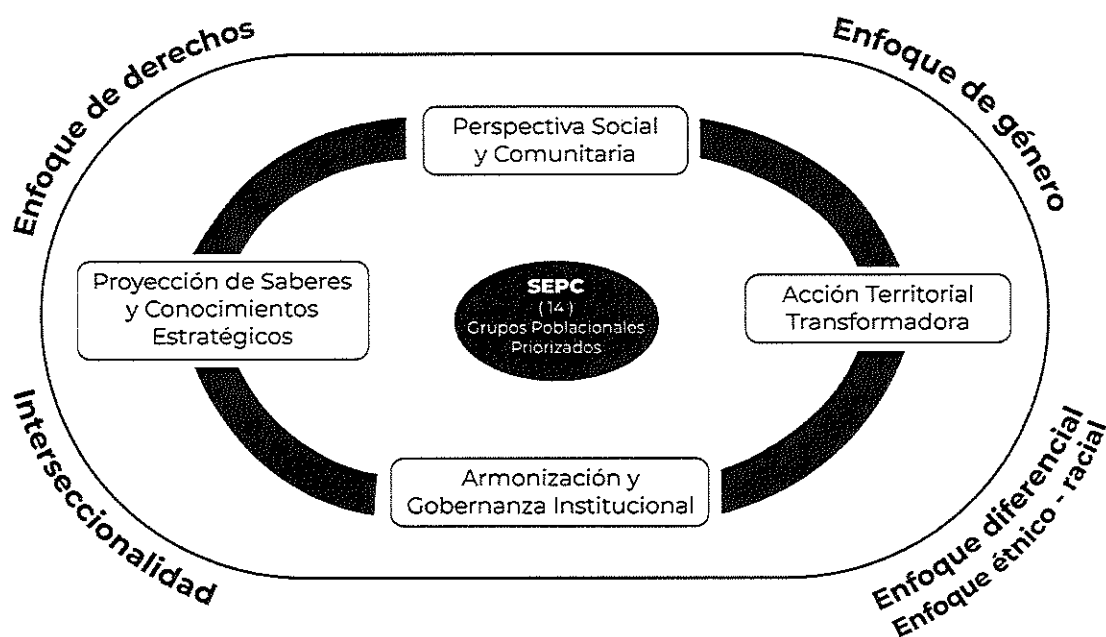 Enfoque de derechos
Enfoque de género
Perspectiva Social
y Comunitaria
Proyección de Saberes
y Conocimientos
Estratégicos
SEPC
(14)
Grupos Poblacionales
Priorizados
Acción Territorial
Transformadora
Armonización y
Gobernanza Institucional
Interseccionalidad
Enfoque diferencial
Enfoque étnico - racial